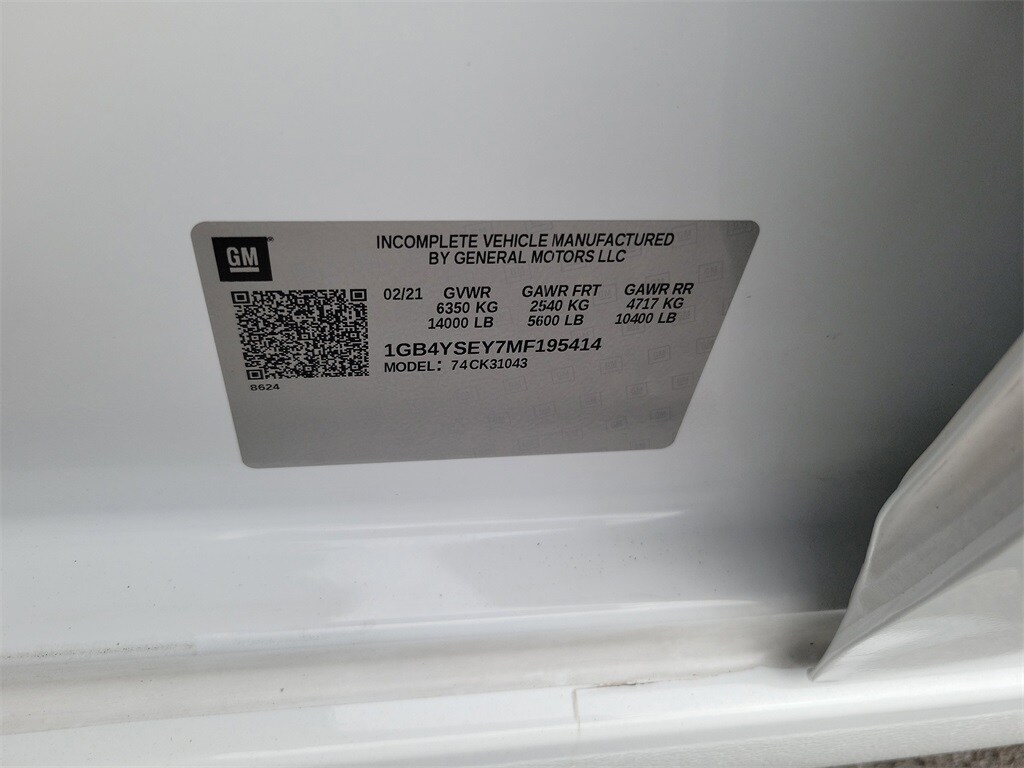 GM
INCOMPLETE VEHICLE MANUFACTURED
BY GENERAL MOTORS LLC
02/21 GVWR GAWR FRT GAWR RR
6350 KG 2540 KG 4717 KG
14000 LB 5600 LB 10400 LB
1GB4YSEY7MF195414
MODEL: 74CK31043
8624